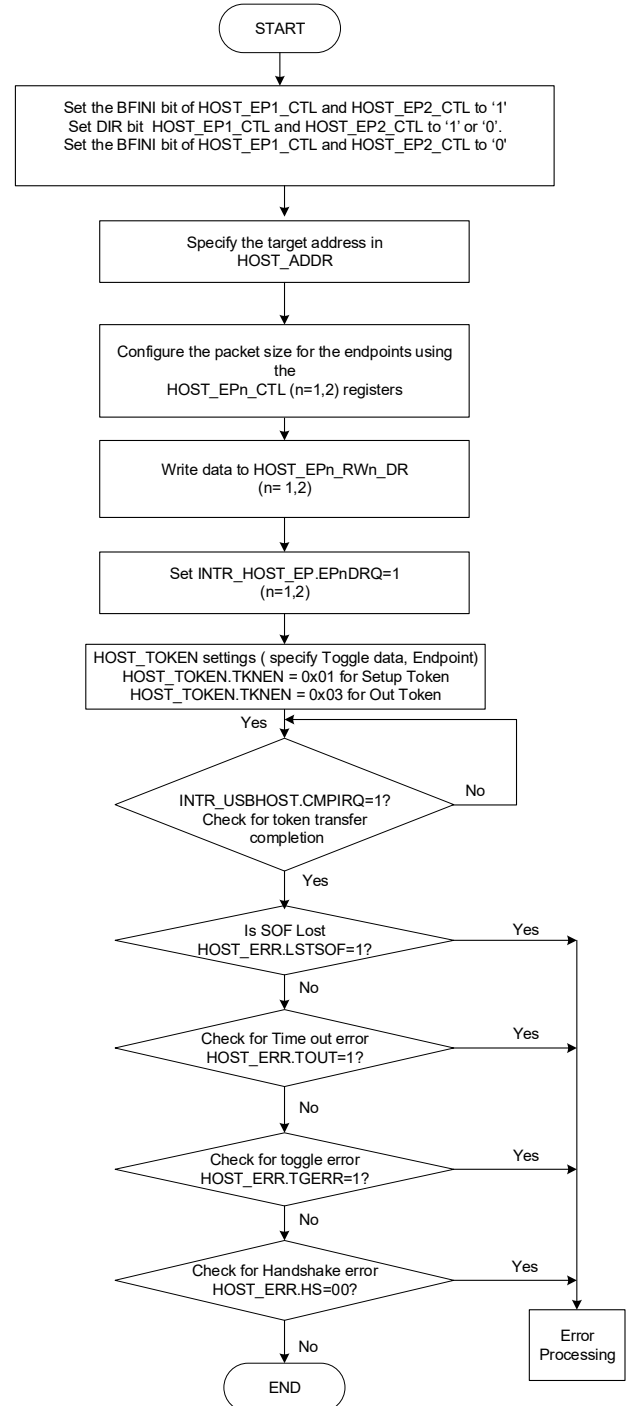 START
Set the BFINI bit of HOST_EP1_CTL and HOST_EP2_CTL to ‘1'
Set DIR bit HOST_EP1_CTL and HOST_EP2_CTL to ‘1’ or ‘0’.
Set the BFINI bit of HOST_EP1_CTL and HOST_EP2_CTL to ‘0'
Specify the target address in
HOST_ADDR
Configure the packet size for the endpoints using
the
HOST_EPn_CTL (n=1,2) registers
Write data to HOST_EPn_RWn_DR
(n= 1,2)
Set INTR_HOST_EP.EPnDRQ=1
(n=1,2)
HOST_TOKEN settings ( specify Toggle data, Endpoint)
HOST_TOKEN.TKNEN = 0x01 for Setup Token
HOST_TOKEN.TKNEN = 0x03 for Out Token
Yes
INTR_USBHOST.CMPIRQ=1?
Check for token transfer
completion
No
Yes
Is SOF Lost
HOST_ERR.LSTSOF=1?
Yes
No
Check for Time out error
HOST_ERR.TOUT=1?
Yes
No
Check for toggle error
HOST_ERR.TGERR=1?
Yes
No
Check for Handshake error
HOST_ERR.HS=00?
Yes
No
Error
Processing
END